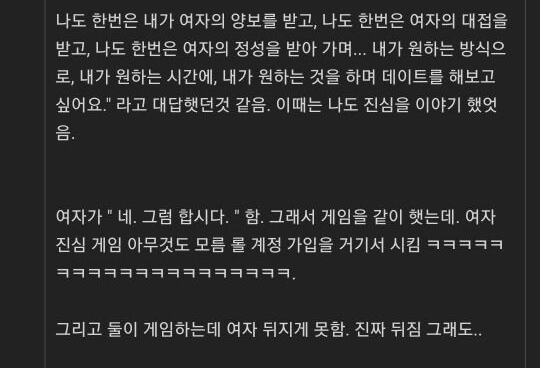 나도 한번은 내가 여자의 양보를 받고, 나도 한번은 여자의 대접을
받고, 나도 한번은 여자의 정성을 받아 가며... 내가 원하는 방식으
로, 내가 원하는 시간에, 내가 원하는 것을 하며 데이트를 해보고
싶어요." 라고 대답햇던것 같음. 이때는 나도 진심을 이야기 했엇
음.
여자가 " 네. 그럼 합시다. " 함. 그래서 게임을 같이 햇는데. 여자
진심 게임 아무것도 모름 롤 계정 가입을 거기서 시킴 ㅋㅋㅋㅋㅋ
ㅋㅋㅋㅋㅋㅋㅋㅋㅋㅋㅋㅋㅋㅋㅋ.
그리고 둘이 게임하는데 여자 뒤지게 못함. 진짜 뒤짐 그래도..